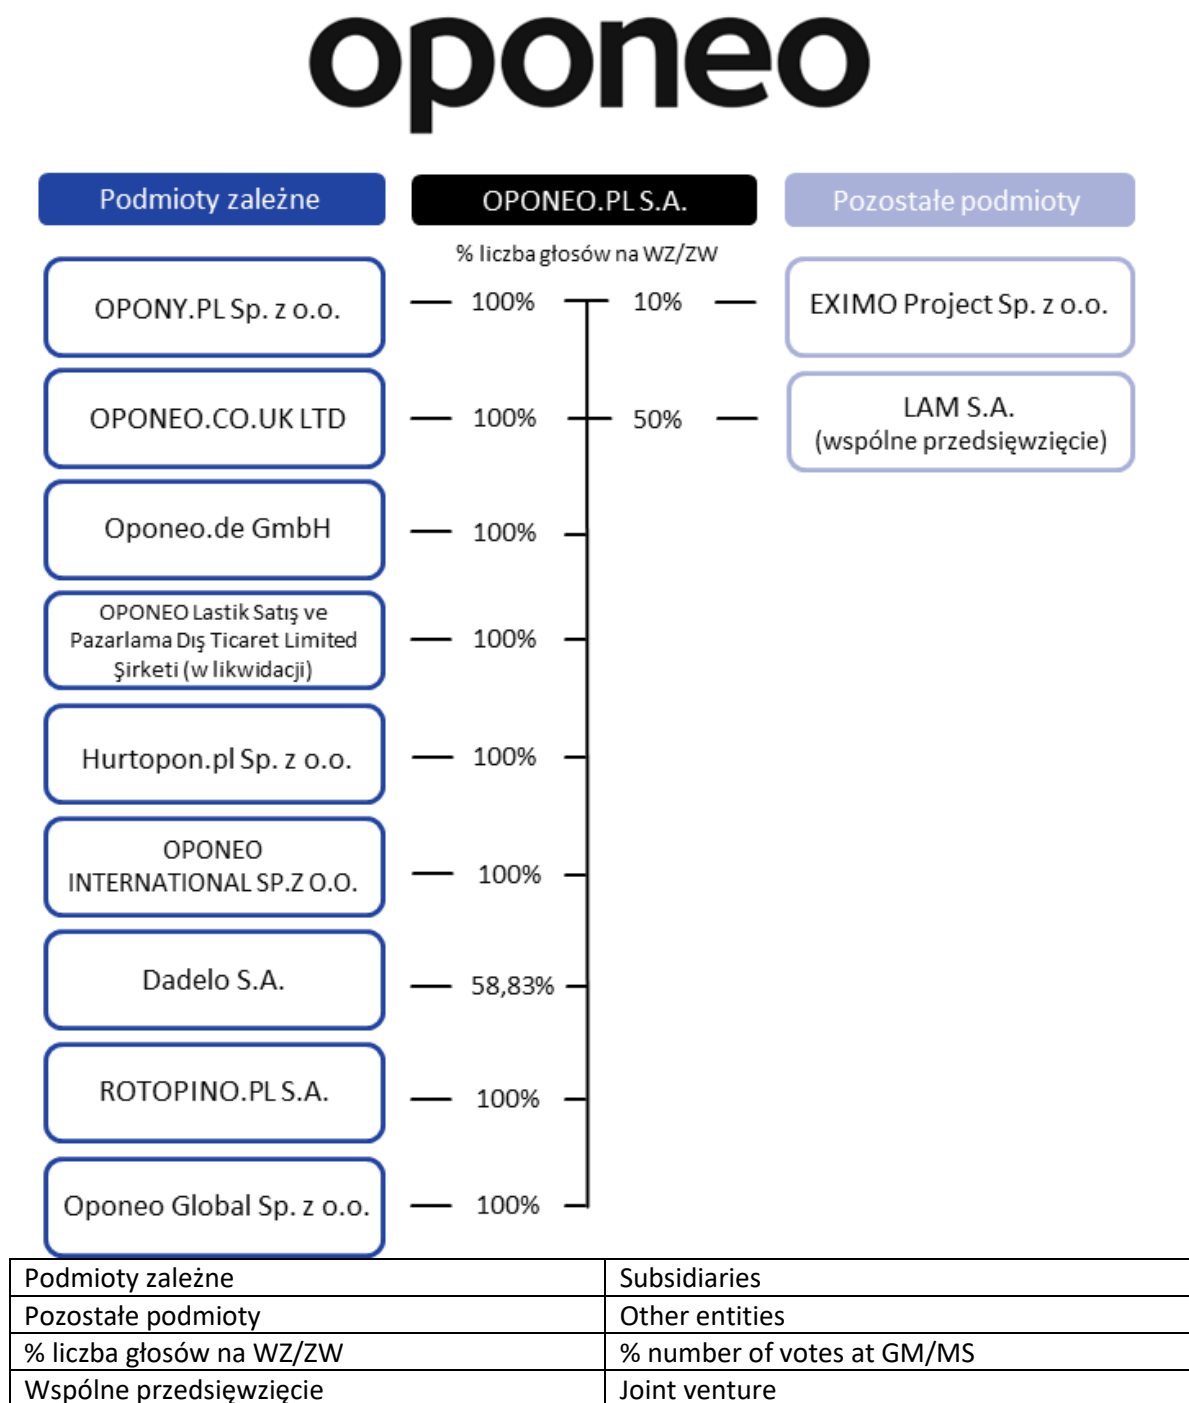 oponeo
Podmioty zależne
OPONEO.PL S.A.
Pozostałe podmioty
% liczba głosów na WZ/ZW
OPONY.PL Sp. z o.o.
100%
10%
EXIMO Project Sp. z o.o.
OPONEO.CO.UK LTD
100%
50%
LAM S.A.
(wspólne przedsięwzięcie)
Oponeo.de GmbH
100%
OPONEO Lastik Satış ve
Pazarlama Dış Ticaret Limited
Şirketi (w likwidacji)
100%
Hurtopon.pl Sp. z o.o.
100%
OPONEO
INTERNATIONAL SP.Z O.O.
100%
Dadelo S.A.
58,83%
ROTOPINO.PL S.A.
100%
Oponeo Global Sp. z o.o.
100%
Podmioty zależne
Subsidiaries
Pozostałe podmioty
Other entities
% liczba głosów na WZ/ZW
% number of votes at GM/MS
Wspólne przedsięwzięcie
Joint venture